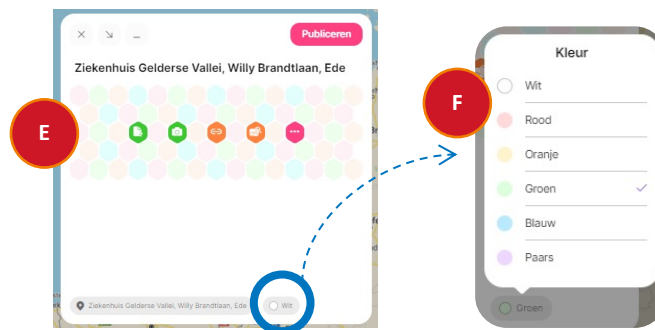 Publiceren
Ziekenhuis Gelderse Vallei, Willy Brandtlaan, Ede
E
Ziekenhuis Gelderse Vallei, Willy Brandtlaan, Ede
Wit
F
Kleur
Wit
Rood
Oranje
Groen
Blauw
Paars
Groen